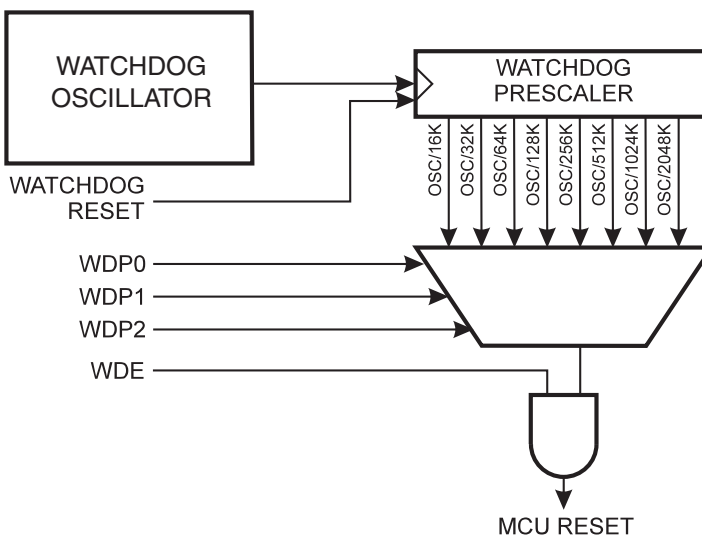 WATCHDOG
OSCILLATOR
WATCHDOG
PRESCALER
WATCHDOG
RESET
OSC/16K
OSC/32K
OSC/64K
OSC/128K
OSC/256K
OSC/512K
OSC/1024K
OSC/2048K
WDP0
WDP1
WDP2
WDE
MCU RESET